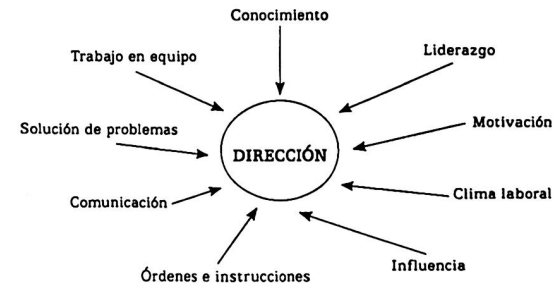 Conocimiento
Trabajo en equipo
Liderazgo
Solución de problemas
Motivación
DIRECCIÓN
Comunicación
Clima laboral
Órdenes e instrucciones
Influencia